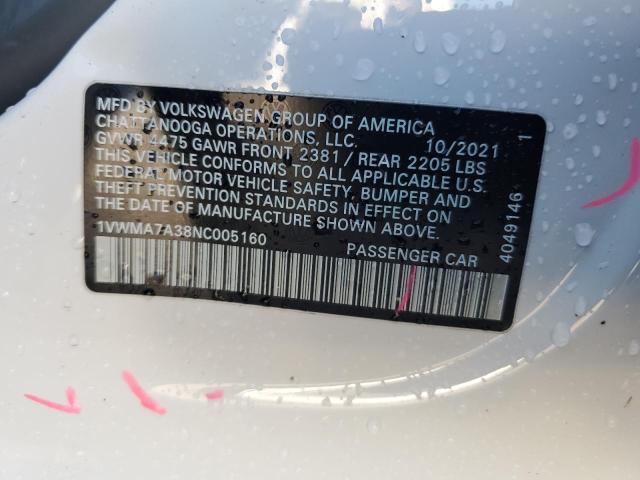 MFD BY VOLKSWAGEN GROUP OF AMERICA
CHATTANOOGA OPERATIONS, LLC. 10/2021
GVWR 4475 GAWR FRONT 2381 / REAR 2205 LBS
THIS VEHICLE CONFORMS TO ALL APPLICABLE U.S.
FEDERAL MOTOR VEHICLE SAFETY, BUMPER AND
THEFT PREVENTION STANDARDS IN EFFECT ON
THE DATE OF MANUFACTURE SHOWN ABOVE.
1VWMA7A38NC005160 PASSENGER CAR
4049146 1